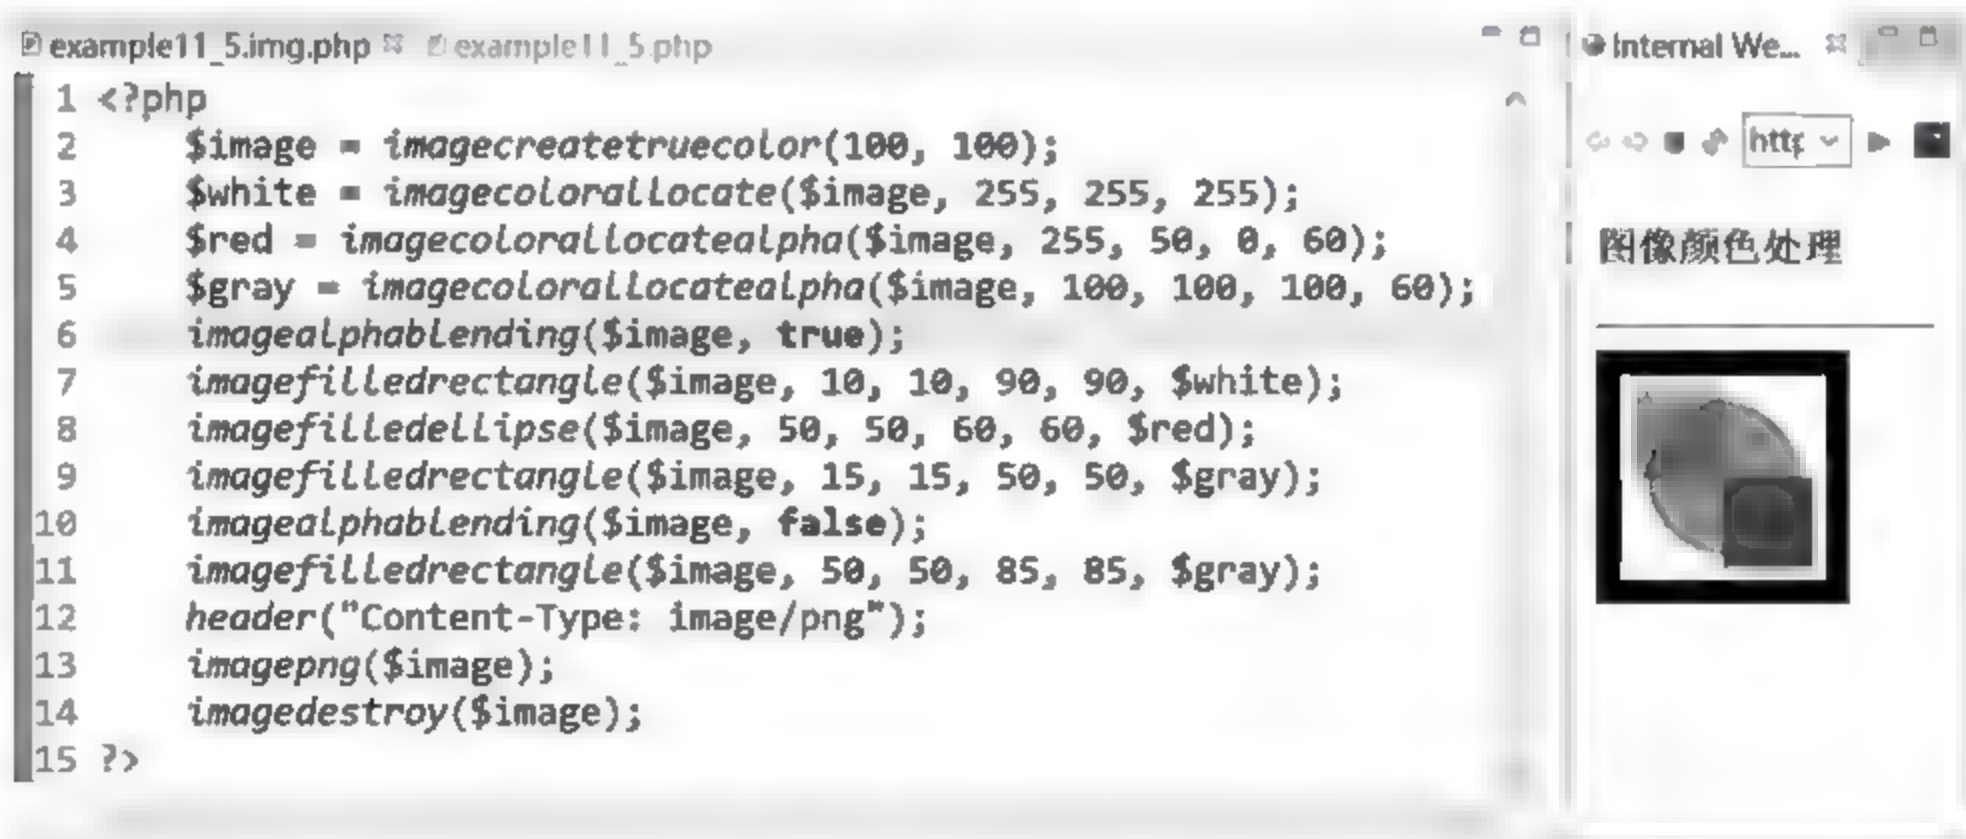 example11_5.img.php example11_5.php
1 <?php
2 $image = imagecreatetruecolor(100, 100);
3 $white = imagecolorallocate($image, 255, 255, 255);
4 $red = imagecolorallocatealpha($image, 255, 50, 0, 60);
5 $gray = imagecolorallocatealpha($image, 100, 100, 100, 60);
6 imagealphablending($image, true);
7 imagefilledrectangle($image, 10, 10, 90, 90, $white);
8 imagefilledellipse($image, 50, 50, 60, 60, $red);
9 imagefilledrectangle($image, 15, 15, 50, 50, $gray);
10 imagealphablending($image, false);
11 imagefilledrectangle($image, 50, 50, 85, 85, $gray);
12 header("Content-Type: image/png");
13 imagepng($image);
14 imagedestroy($image);
15 ?>
Internal We...
http
图像颜色处理